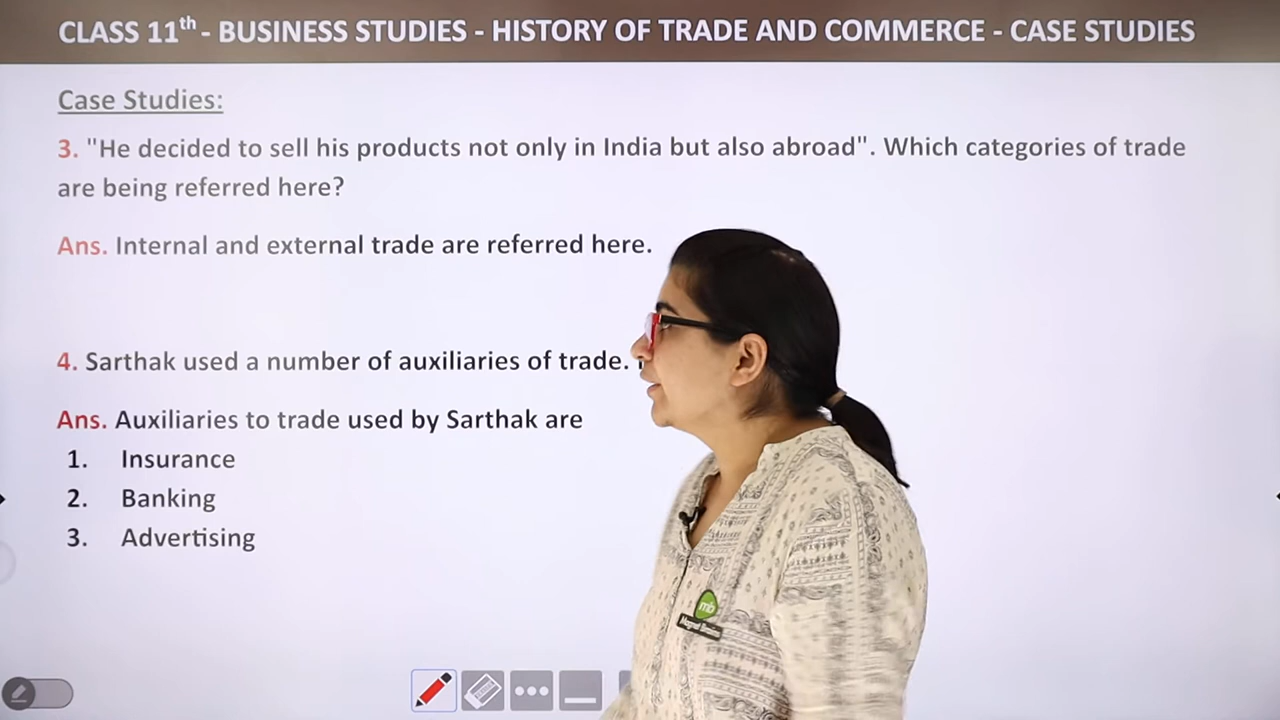 CLASS 11th - BUSINESS STUDIES - HISTORY OF TRADE AND COMMERCE - CASE STUDIES
Case Studies:
3. "He decided to sell his products not only in India but also abroad". Which categories of trade
are being referred here?
Ans. Internal and external trade are referred here.
4. Sarthak used a number of auxiliaries of trade.
Ans. Auxiliaries to trade used by Sarthak are
1. Insurance
2. Banking
3. Advertising
mb